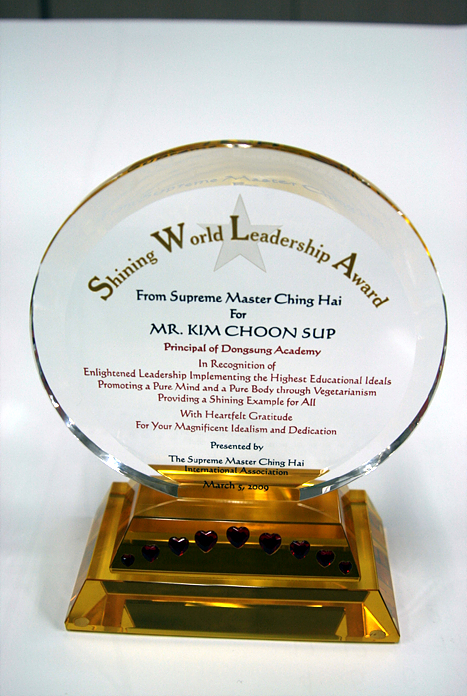 Shining World Leadership Award
From Supreme Master Ching Hai
For
MR. KIM CHOON SUP
Principal of Dongsung Academy
In Recognition of
Enlightened Leadership Implementing the Highest Educational Ideals
Promoting a Pure Mind and a Pure Body through Vegetarianism
Providing a Shining Example for All
With Heartfelt Gratitude
For Your Magnificent Idealism and Dedication
Presented by
The Supreme Master Ching Hai
International Association
March 5, 2009